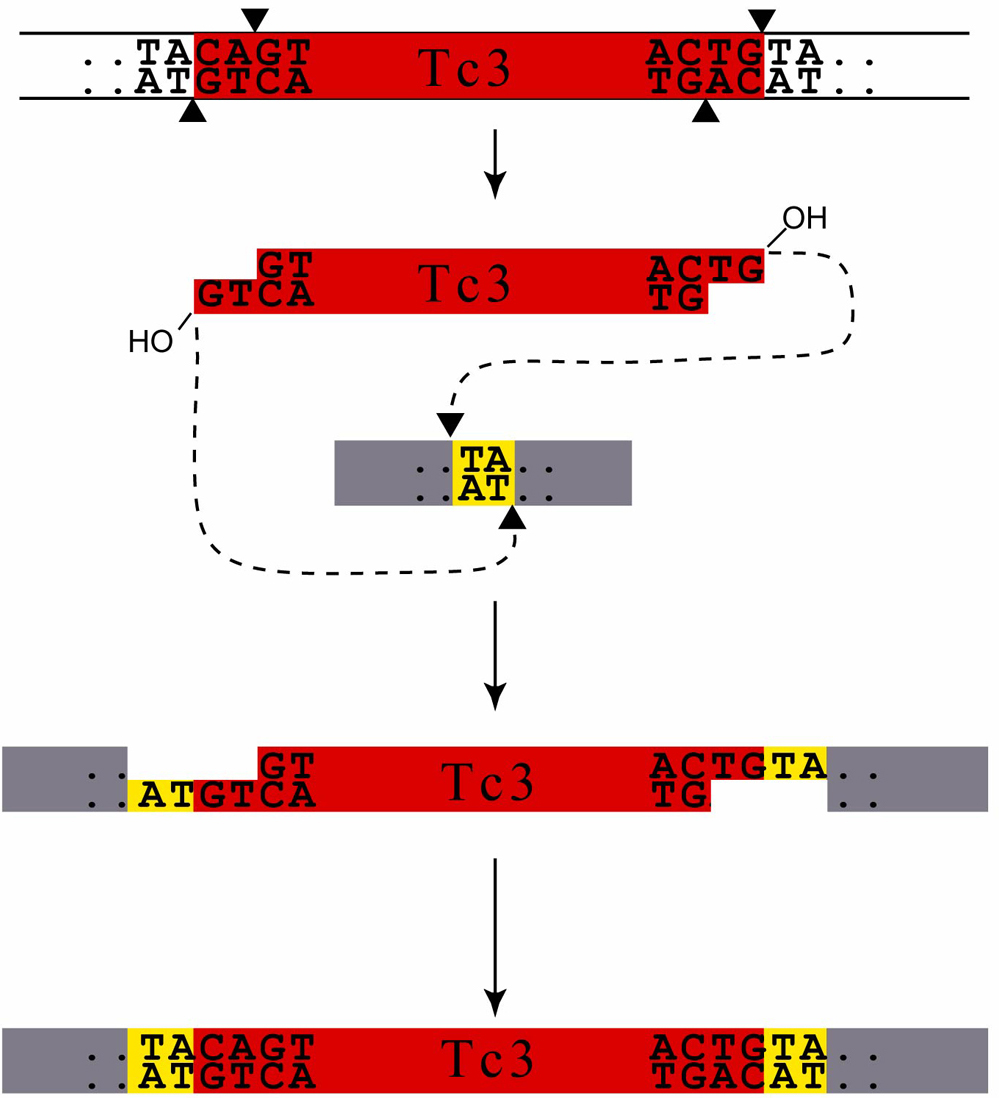 ..TACAGT Tc3 ACTGTA..
..ATGTCA TGACAT..
OH
GT Tc3 ACTG
GTCA TG
HO
..TA..
..AT..
.. GT Tc3 ACTGTA..
..ATGTCA TG ..
..TACAGT Tc3 ACTGTA..
..ATGTCA TGACAT..